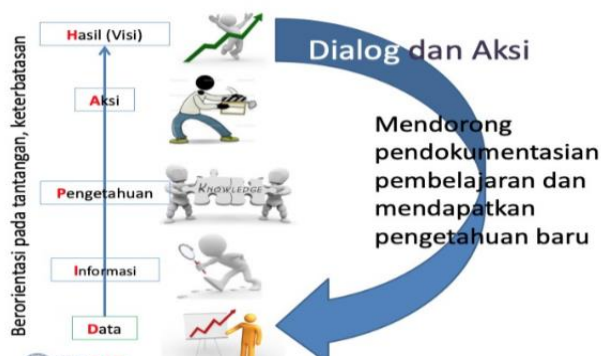 Hasil (Visi)
Aksi
Pengetahuan
Informasi
Data
Berorientasi pada tantangan, keterbatasan
KNOWLEDGE
Dialog dan Aksi
Mendorong
pendokumentasian
pembelajaran dan
mendapatkan
pengetahuan baru